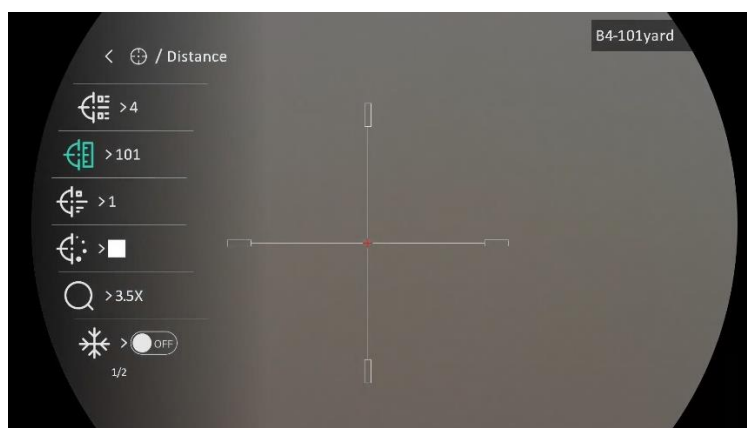 B4-101yard
< / Distance
>4
>101
>1
>
>3.5X
> OFF
1/2